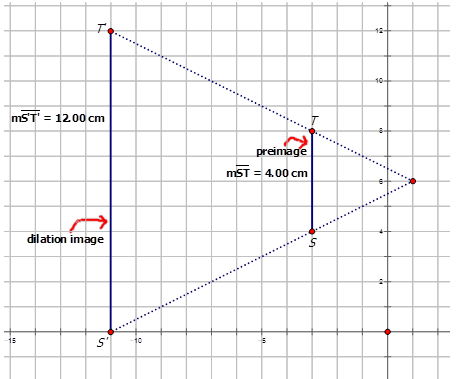 T'
12
mS'T' = 12.00 cm
10
T
8
preimage
mST = 4.00 cm
6
4
S
dilation image
2
S'
-15
-10
-5